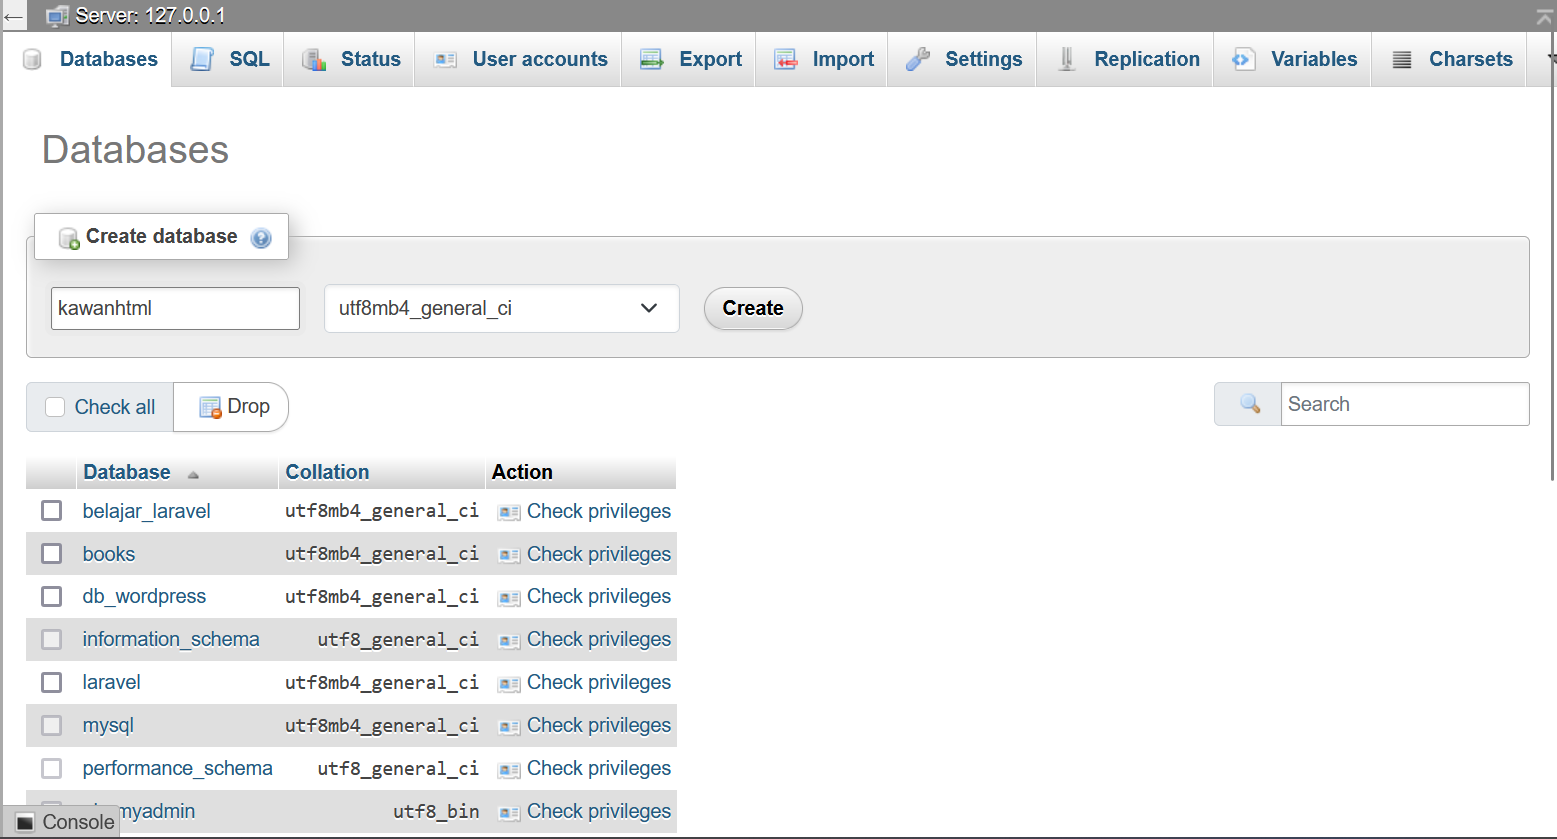 Server: 127.0.0.1
Databases SQL Status User accounts Export Import Settings Replication Variables Charsets
Databases
Create database
kawanhtml utf8mb4_general_ci Create
Check all Drop Search
Database Collation Action
belajar_laravel utf8mb4_general_ci Check privileges
books utf8mb4_general_ci Check privileges
db_wordpress utf8mb4_general_ci Check privileges
information_schema utf8_general_ci Check privileges
laravel utf8mb4_general_ci Check privileges
mysql utf8mb4_general_ci Check privileges
performance_schema utf8_general_ci Check privileges
myadmin utf8_bin Check privileges
Console